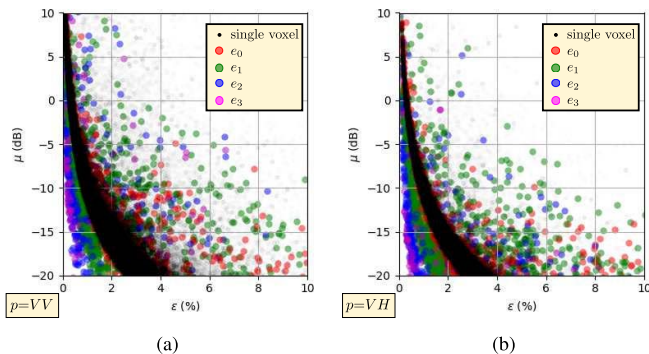 10
5
0
−5
−10
−15
−20
μ (dB)
0 2 4 6 8 10
ε (%)
single voxel
e0
e1
e2
e3
p=VV
(a)
10
5
0
−5
−10
−15
−20
μ (dB)
0 2 4 6 8 10
ε (%)
single voxel
e0
e1
e2
e3
p=VH
(b)